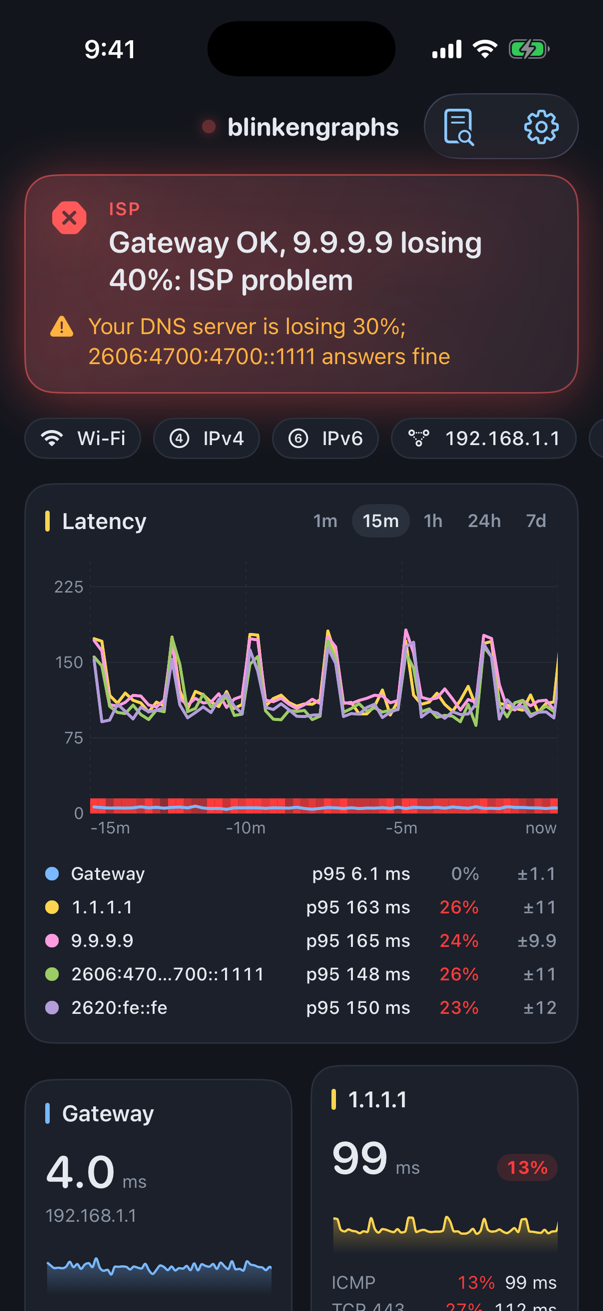 9:41
blinkengraphs
ISP
Gateway OK, 9.9.9.9 losing
40%: ISP problem
Your DNS server is losing 30%;
2606:4700:4700::1111 answers fine
Wi-Fi
4 IPv4
6 IPv6
192.168.1.1
Latency 1m 15m 1h 24h 7d
225
150
75
0
-15m -10m -5m now
Gateway p95 6.1 ms 0% ±1.1
1.1.1.1 p95 163 ms 26% ±11
9.9.9.9 p95 165 ms 24% ±9.9
2606:470...700::1111 p95 148 ms 26% ±11
2620:fe::fe p95 150 ms 23% ±12
Gateway
4.0 ms
192.168.1.1
1.1.1.1
99 ms 13%
ICMP 13% 99 ms
TCP 443 27% 112 ms